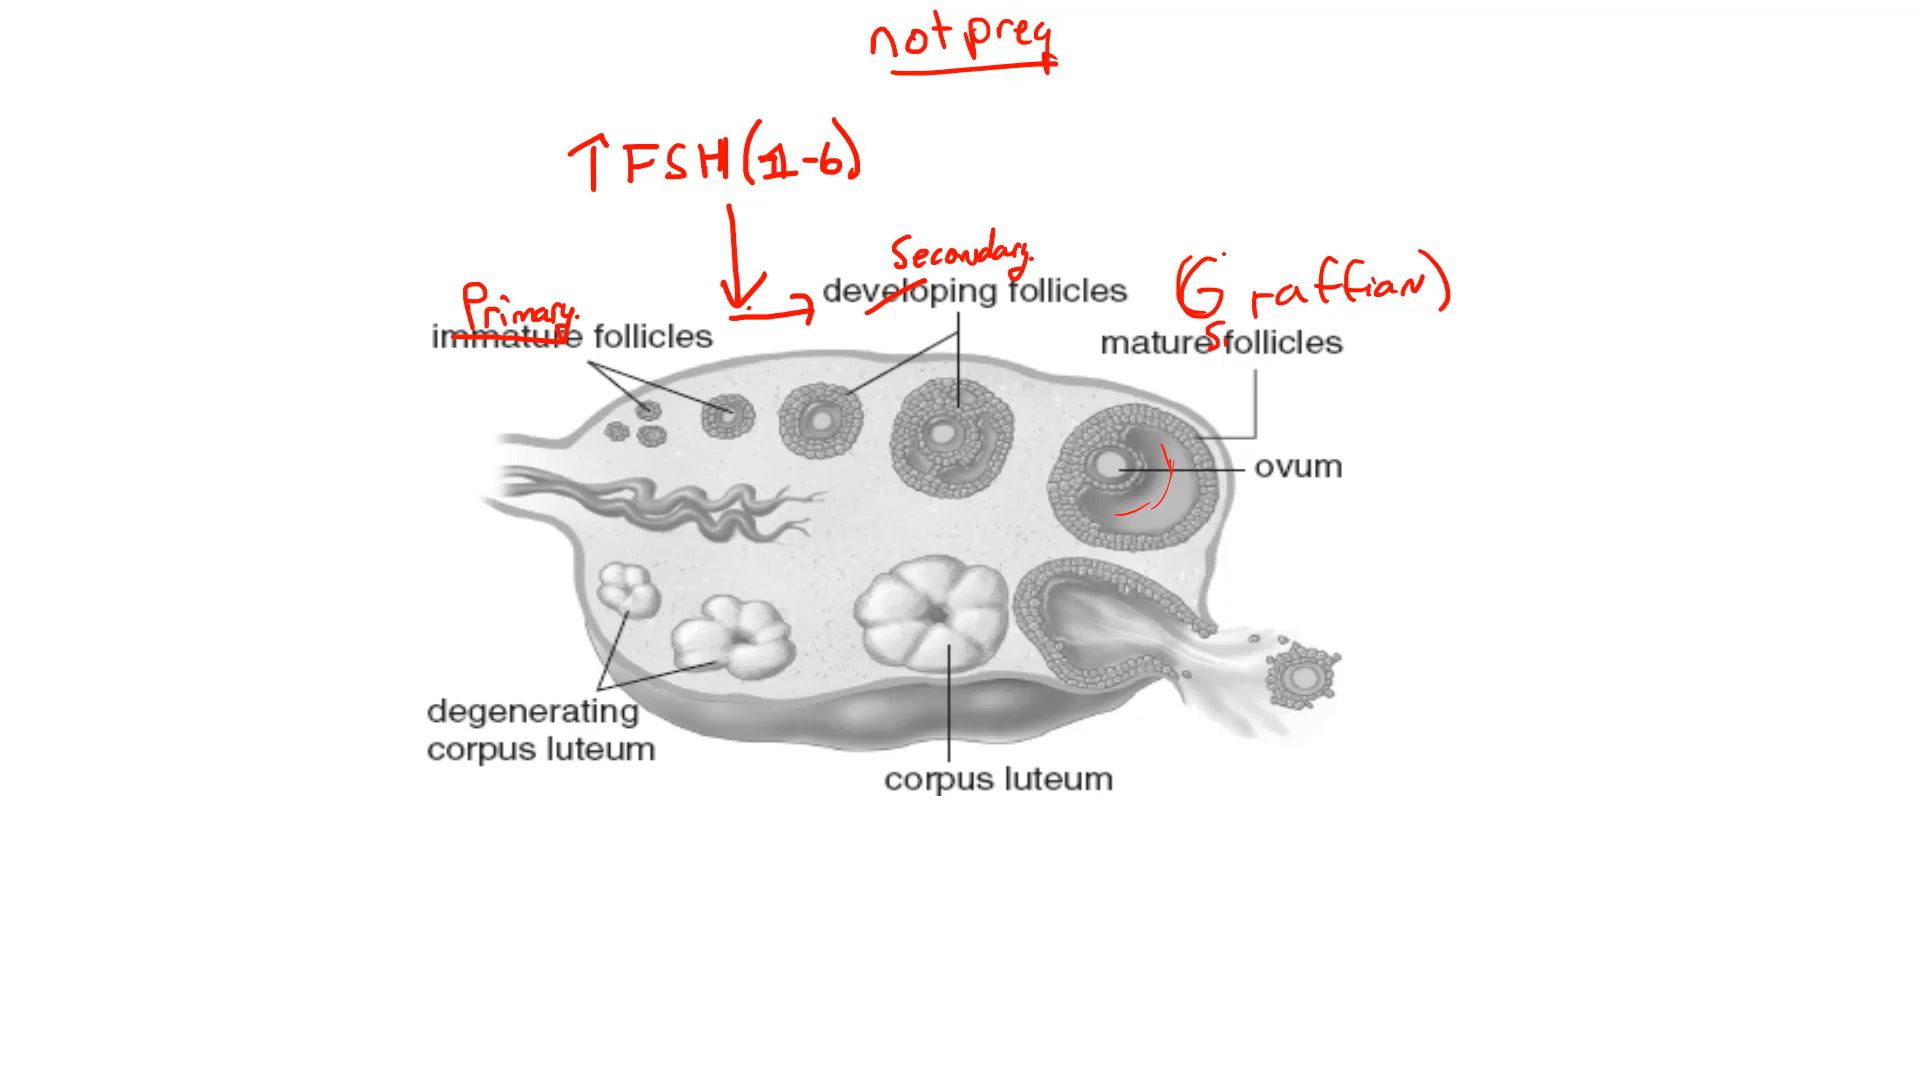 not preg
↑ FSH (1-6)
Secondary.
developing follicles
(Graffian)
Primary.
immature follicles
mature follicles
ovum
degenerating
corpus luteum
corpus luteum